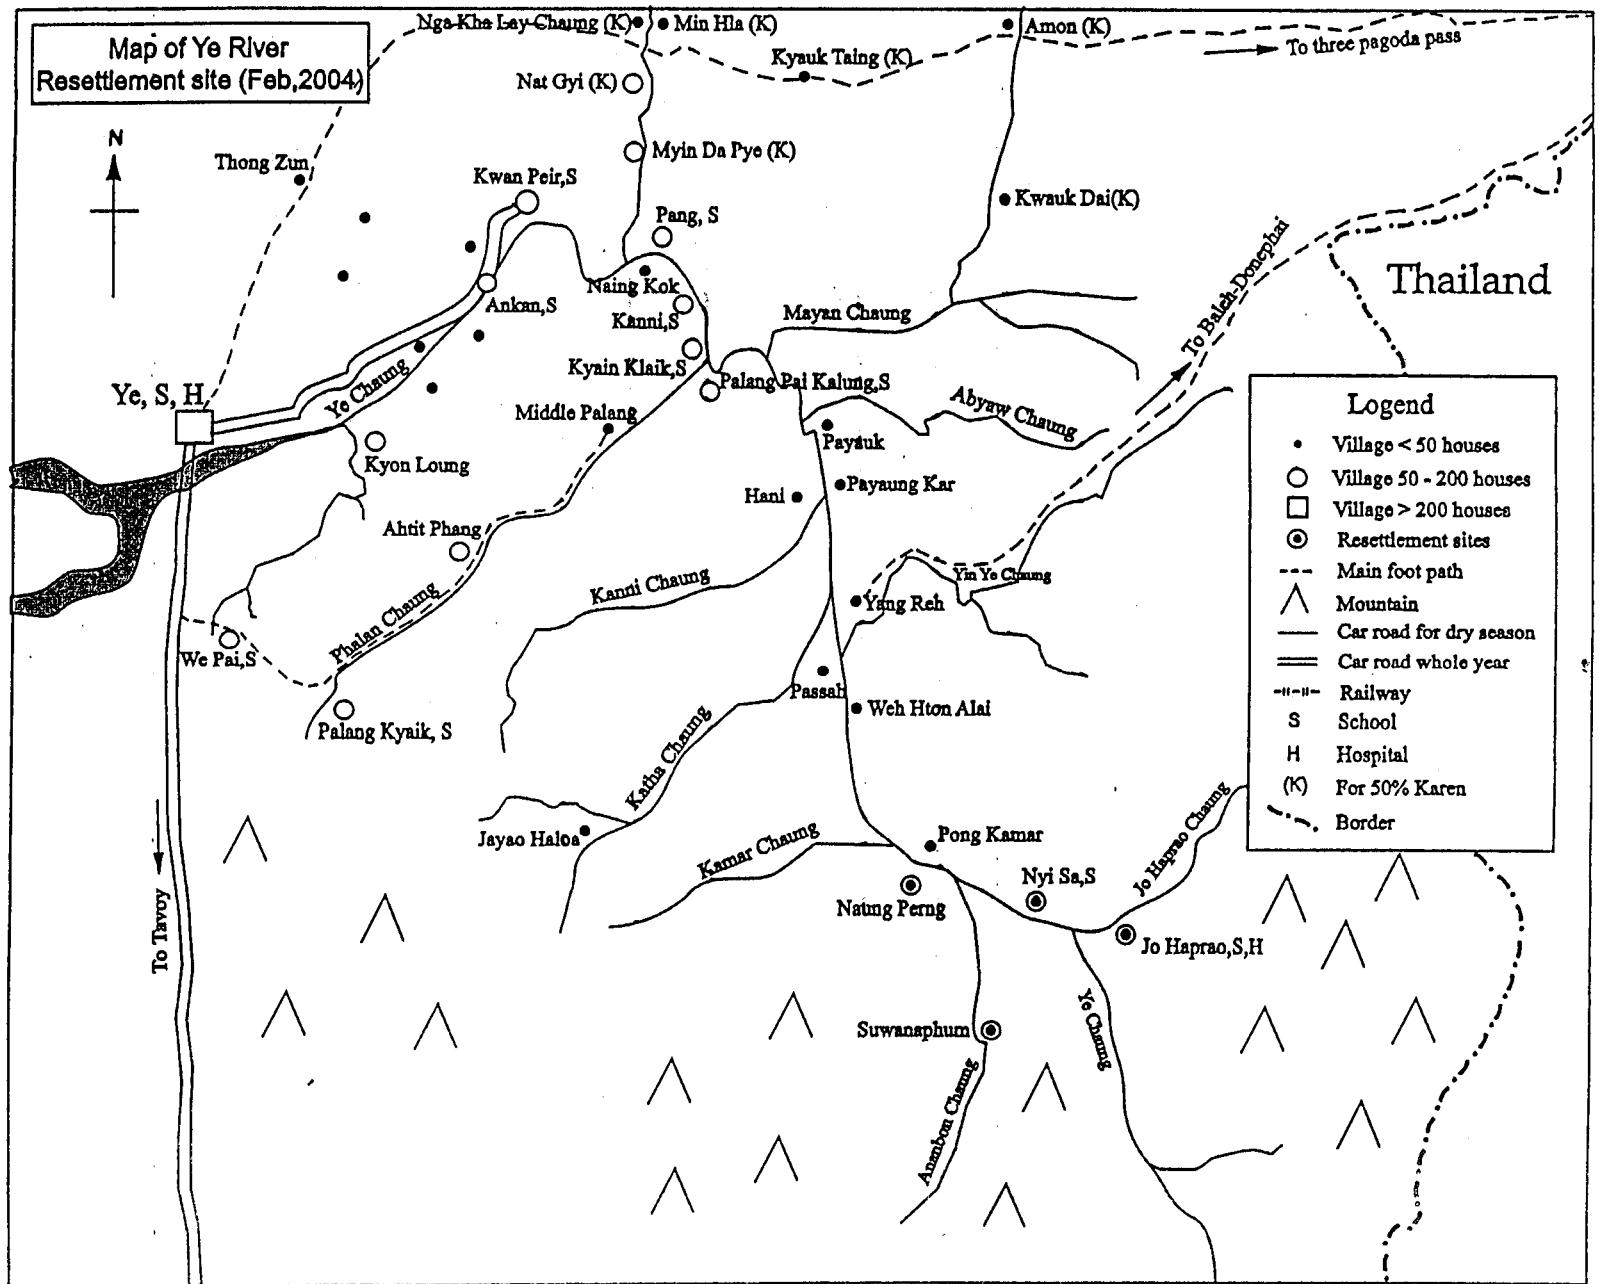 Map of Ye River
Resettlement site (Feb,2004)
Nga Kha Lay Chaung (K)
Min Hla (K)
Amon (K)
To three pagoda pass
Kyauk Taing (K)
Nat Gyi (K)
N
Myin Da Pye (K)
Thong Zun
Kwan Peir,S
Kwauk Dai(K)
Pang, S
To Baleh-Donephai
Thailand
Naing Kok
Ankan,S
Kanni,S
Mayan Chaung
Kyain Klaik,S
Palang Pai Kalung,S
Ye, S, H
Ye Chaung
Abyaw Chaung
Middle Palang
Payauk
Kyon Loung
Hani
Payaung Kar
Ahtit Phang
Kanni Chaung
Yin Ye Chaung
Yang Reh
Phalan Chaung
We Pai,S
Passah
Weh Hton Alai
Palang Kyaik, S
Katha Chaung
Jayao Haloa
Kamar Chaung
Pong Kamar
Jo Haprao Chaung
Nyi Sa,S
Naung Perng
Jo Haprao,S,H
To Tavoy
Suwanaphum
Ye Chaung
Ananbon Chaung
Logend
Village < 50 houses
Village 50 - 200 houses
Village > 200 houses
Resettlement sites
Main foot path
Mountain
Car road for dry season
Car road whole year
Railway
S School
H Hospital
(K) For 50% Karen
Border